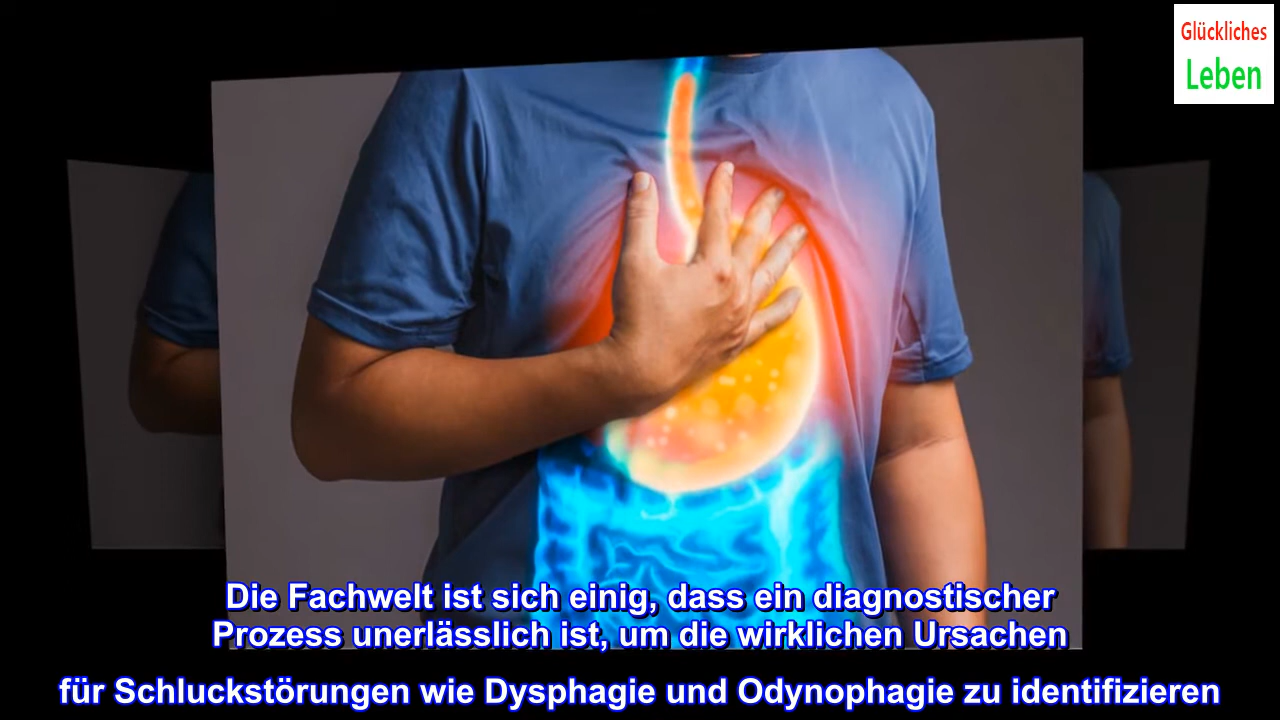 Glückliches
Leben
Die Fachwelt ist sich einig, dass ein diagnostischer
Prozess unerlässlich ist, um die wirklichen Ursachen
für Schluckstörungen wie Dysphagie und Odynophagie zu identifizieren